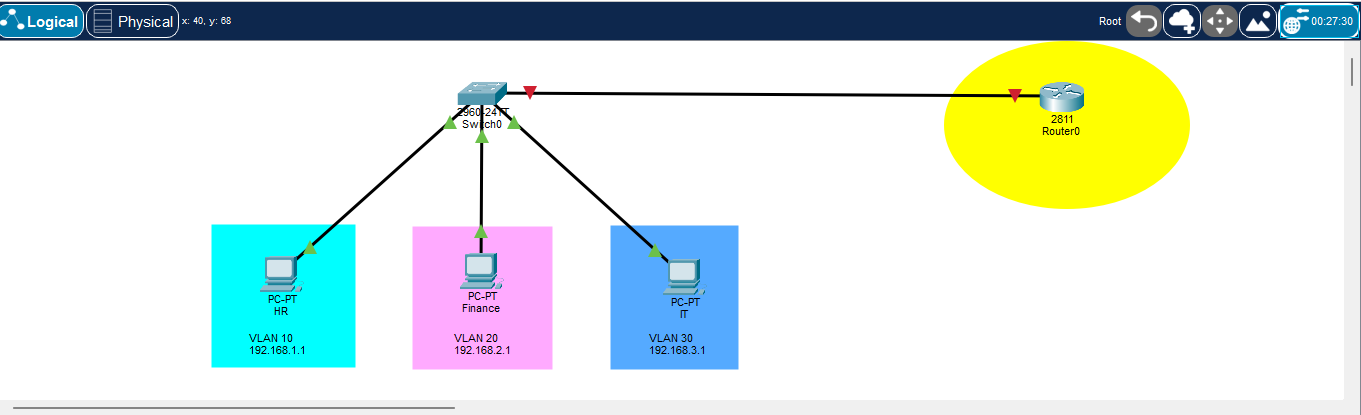 Logical
Physical
x: 40, y: 68
Root
00:27:30
2960-24TT
Switch0
2811
Router0
PC-PT
HR
VLAN 10
192.168.1.1
PC-PT
Finance
VLAN 20
192.168.2.1
PC-PT
IT
VLAN 30
192.168.3.1